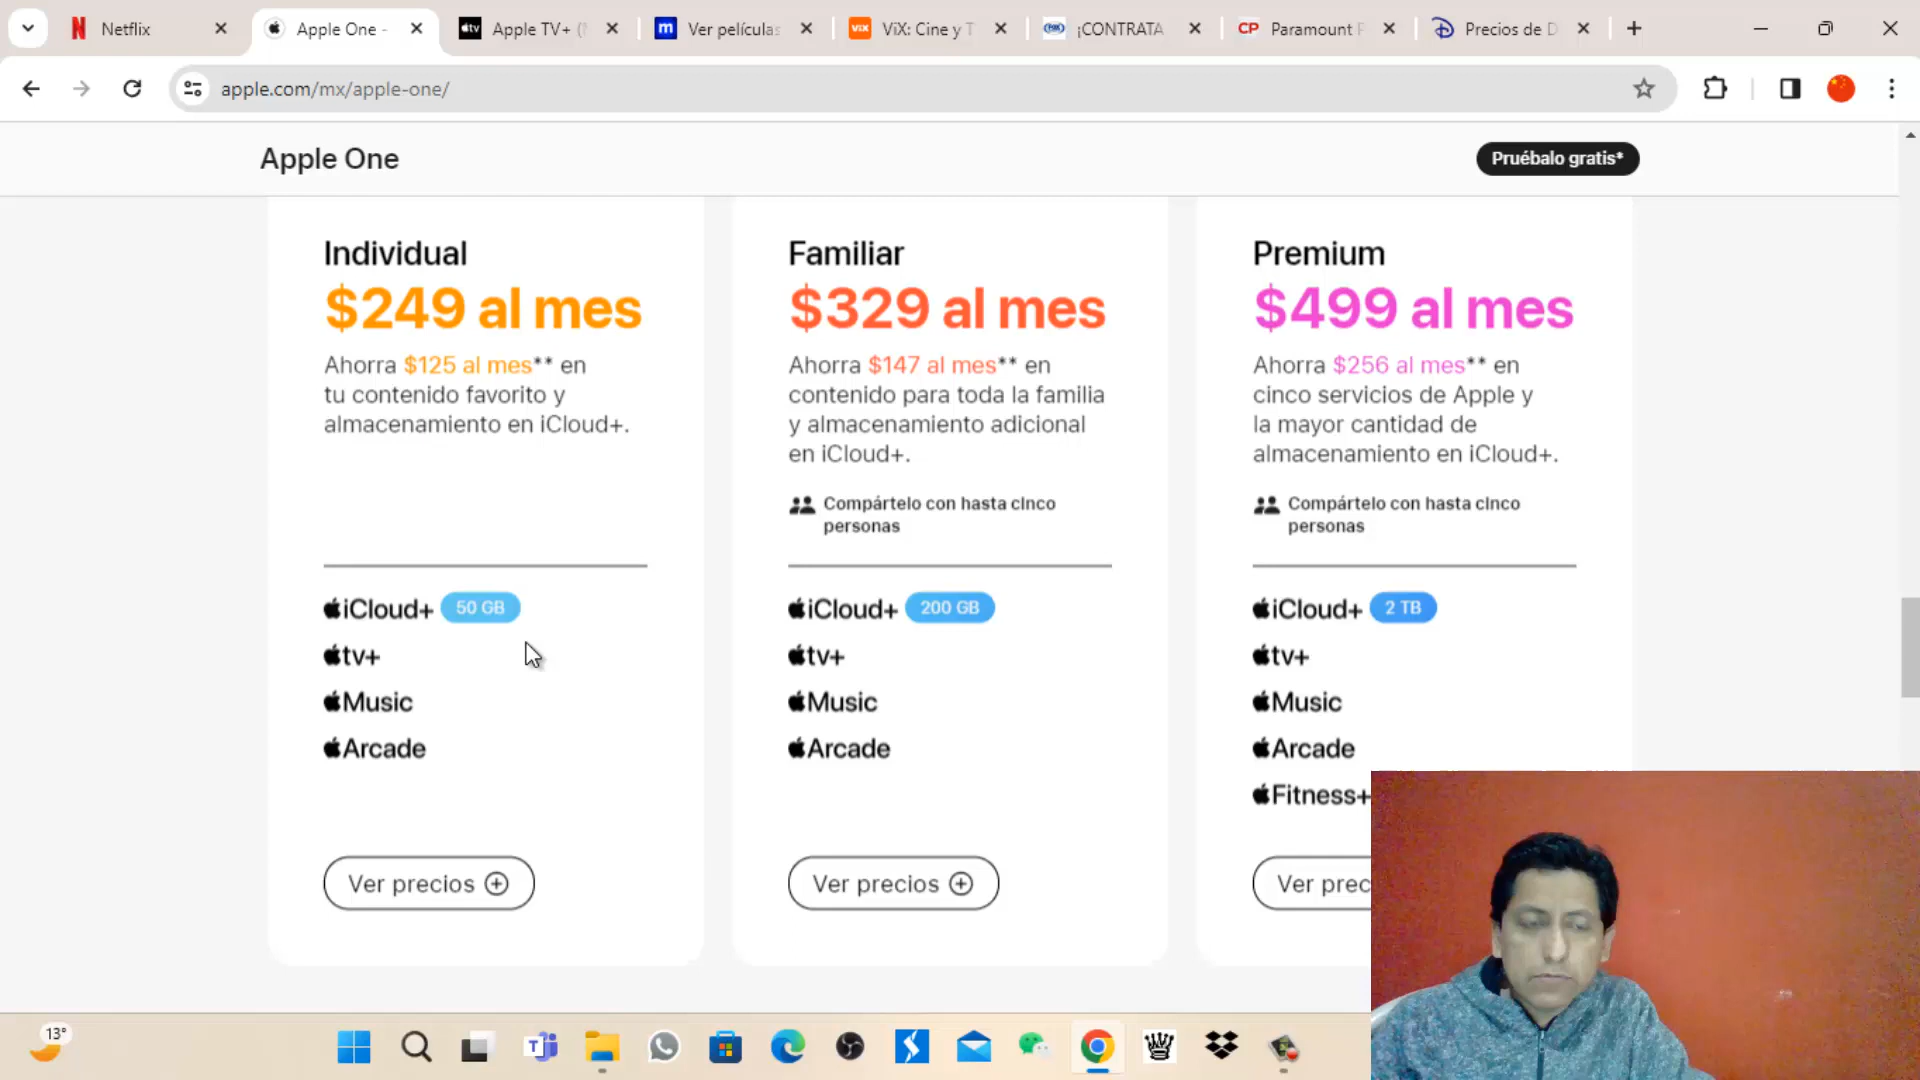 Netflix
Apple One -
Apple TV+ (
Ver películas
ViX: Cine y T
¡CONTRATA
Paramount P
Precios de D
apple.com/mx/apple-one/
Apple One
Pruébalo gratis*
Individual
$249 al mes
Ahorra $125 al mes** en
tu contenido favorito y
almacenamiento en iCloud+.
iCloud+ 50 GB
tv+
Music
Arcade
Ver precios
Familiar
$329 al mes
Ahorra $147 al mes** en
contenido para toda la familia
y almacenamiento adicional
en iCloud+.
Compártelo con hasta cinco
personas
iCloud+ 200 GB
tv+
Music
Arcade
Ver precios
Premium
$499 al mes
Ahorra $256 al mes** en
cinco servicios de Apple y
la mayor cantidad de
almacenamiento en iCloud+.
Compártelo con hasta cinco
personas
iCloud+ 2 TB
tv+
Music
Arcade
Fitness+
Ver prec
13°